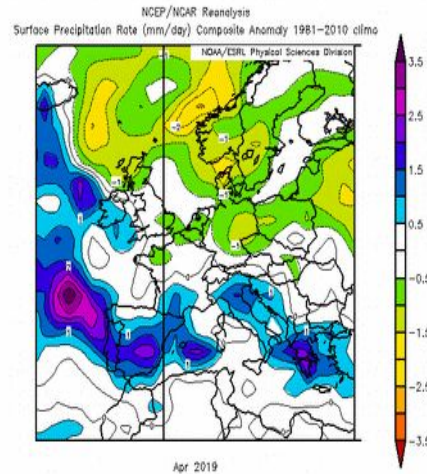 NCEP/NCAR Reanalysis
Surface Precipitation Rate (mm/day) Composite Anomaly 1981-2010 climo
NOAA/ESRL Physical Sciences Division
3.5
2.5
1.5
0.5
-0.5
-1.5
-2.5
-3.5
Apr 2019